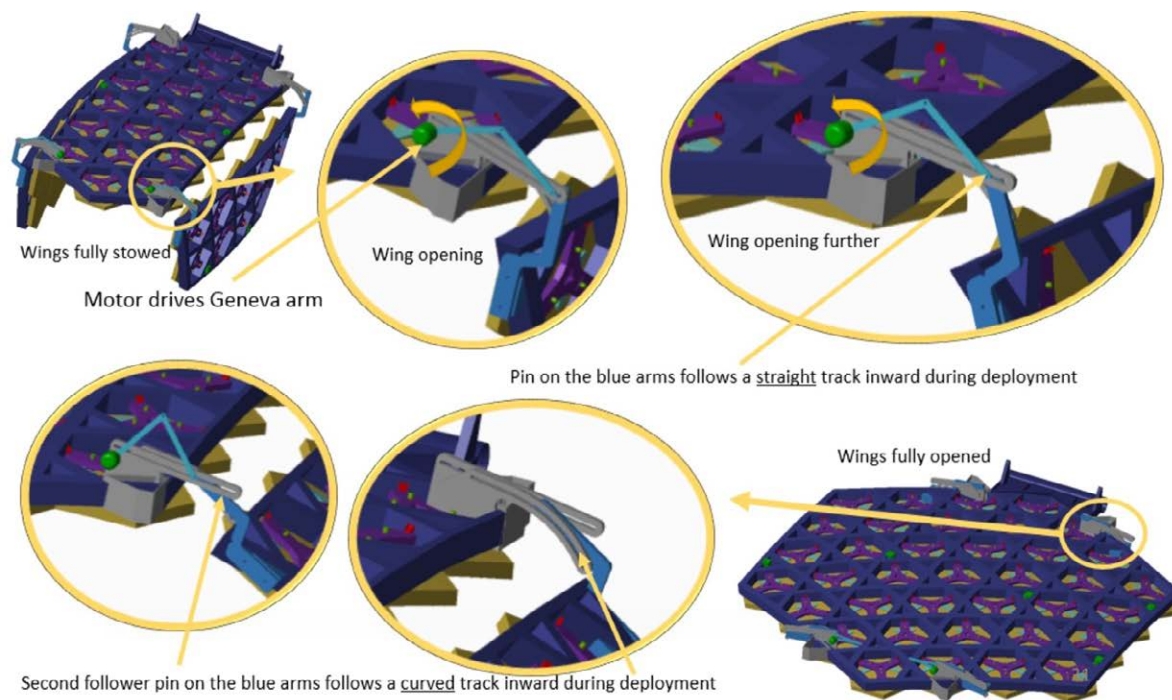 Wings fully stowed
Wing opening
Wing opening further
Motor drives Geneva arm
Pin on the blue arms follows a straight track inward during deployment
Wings fully opened
Second follower pin on the blue arms follows a curved track inward during deployment